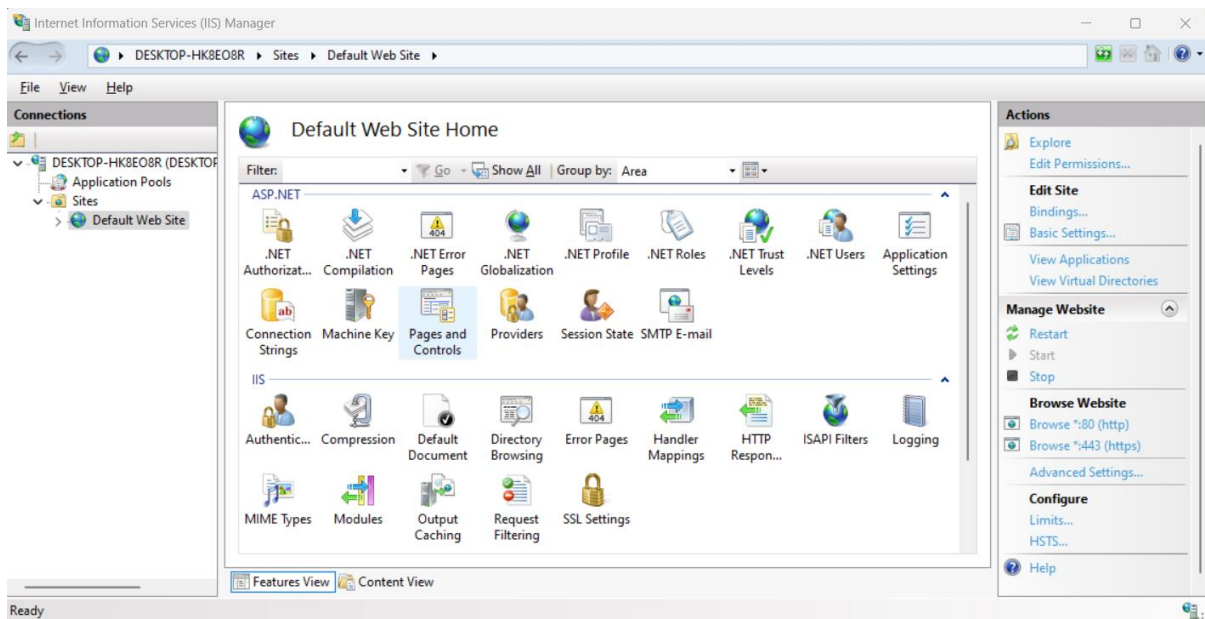 Internet Information Services (IIS) Manager
DESKTOP-HK8EO8R Sites Default Web Site
File View Help
Connections
DESKTOP-HK8EO8R (DESKTOP
Application Pools
Sites
Default Web Site
Default Web Site Home
Filter: Go Show All Group by: Area
ASP.NET
.NET Authorizat...
.NET Compilation
.NET Error Pages
.NET Globalization
.NET Profile
.NET Roles
.NET Trust Levels
.NET Users
Application Settings
Connection Strings
Machine Key
Pages and Controls
Providers
Session State
SMTP E-mail
IIS
Authentic...
Compression
Default Document
Directory Browsing
Error Pages
Handler Mappings
HTTP Respon...
ISAPI Filters
Logging
MIME Types
Modules
Output Caching
Request Filtering
SSL Settings
Features View Content View
Actions
Explore
Edit Permissions...
Edit Site
Bindings...
Basic Settings...
View Applications
View Virtual Directories
Manage Website
Restart
Start
Stop
Browse Website
Browse *:80 (http)
Browse *:443 (https)
Advanced Settings...
Configure
Limits...
HSTS...
Help
Ready